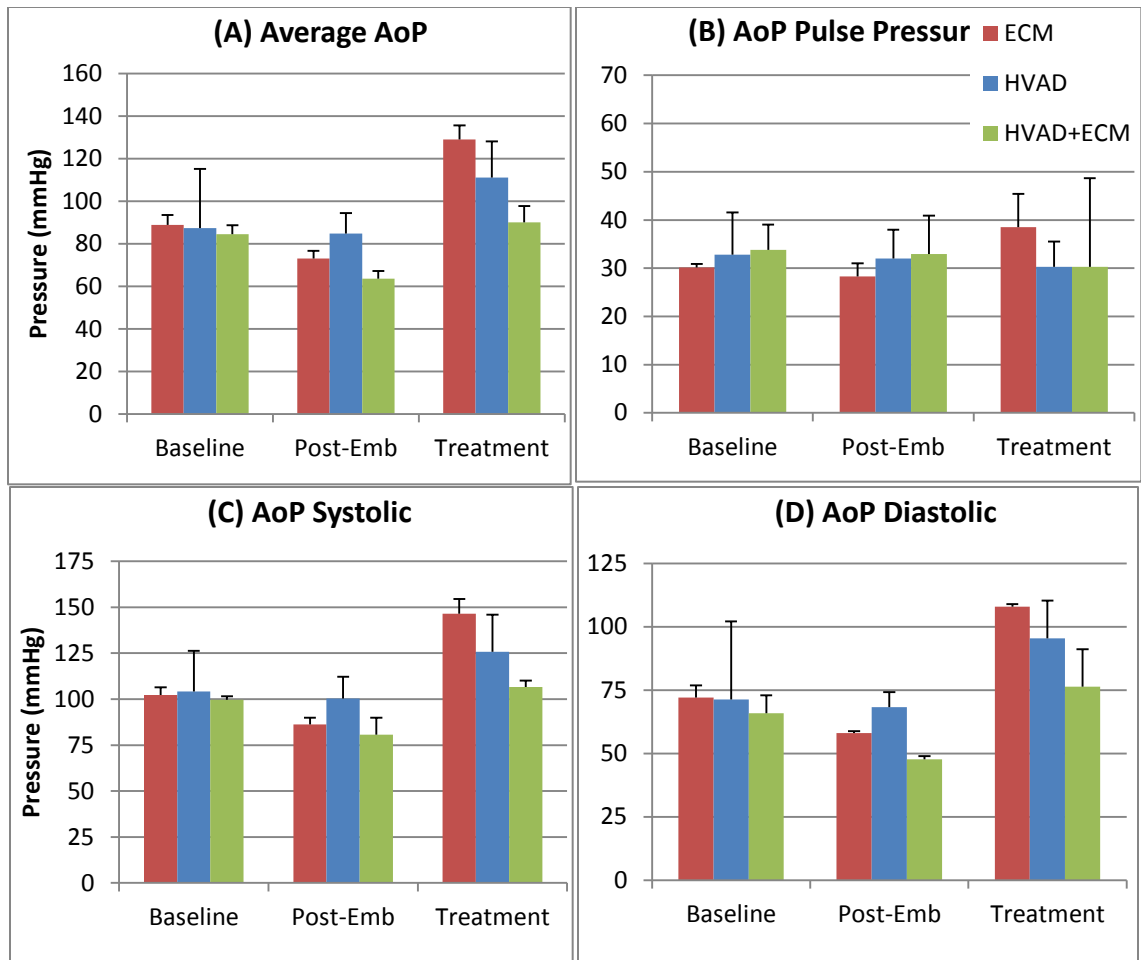 (A) Average AoP
Pressure (mmHg)
160
140
120
100
80
60
40
20
0
Baseline Post-Emb Treatment
(B) AoP Pulse Pressur
ECM
HVAD
HVAD+ECM
70
60
50
40
30
20
10
0
Baseline Post-Emb Treatment
(C) AoP Systolic
Pressure (mmHg)
175
150
125
100
75
50
25
0
Baseline Post-Emb Treatment
(D) AoP Diastolic
125
100
75
50
25
0
Baseline Post-Emb Treatment